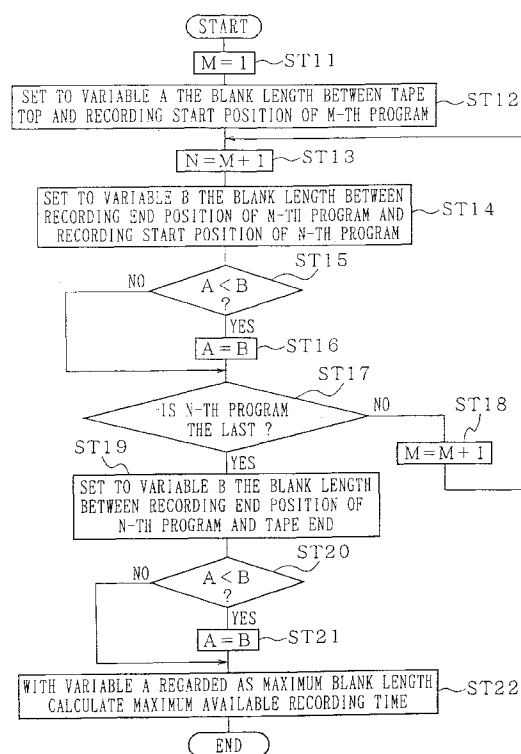 START
M=1
ST11
SET TO VARIABLE A THE BLANK LENGTH BETWEEN TAPE
TOP AND RECORDING START POSITION OF M-TH PROGRAM
ST12
N=M+1
ST13
SET TO VARIABLE B THE BLANK LENGTH BETWEEN
RECORDING END POSITION OF M-TH PROGRAM AND
RECORDING START POSITION OF N-TH PROGRAM
ST14
ST15
NO
A<B
?
YES
A=B
ST16
ST17
IS N-TH PROGRAM
THE LAST ?
NO
ST18
M=M+1
ST19
YES
SET TO VARIABLE B THE BLANK LENGTH
BETWEEN RECORDING END POSITION OF
N-TH PROGRAM AND TAPE END
ST20
NO
A<B
?
YES
A=B
ST21
WITH VARIABLE A REGARDED AS MAXIMUM BLANK LENGTH
CALCULATE MAXIMUM AVAILABLE RECORDING TIME
ST22
END